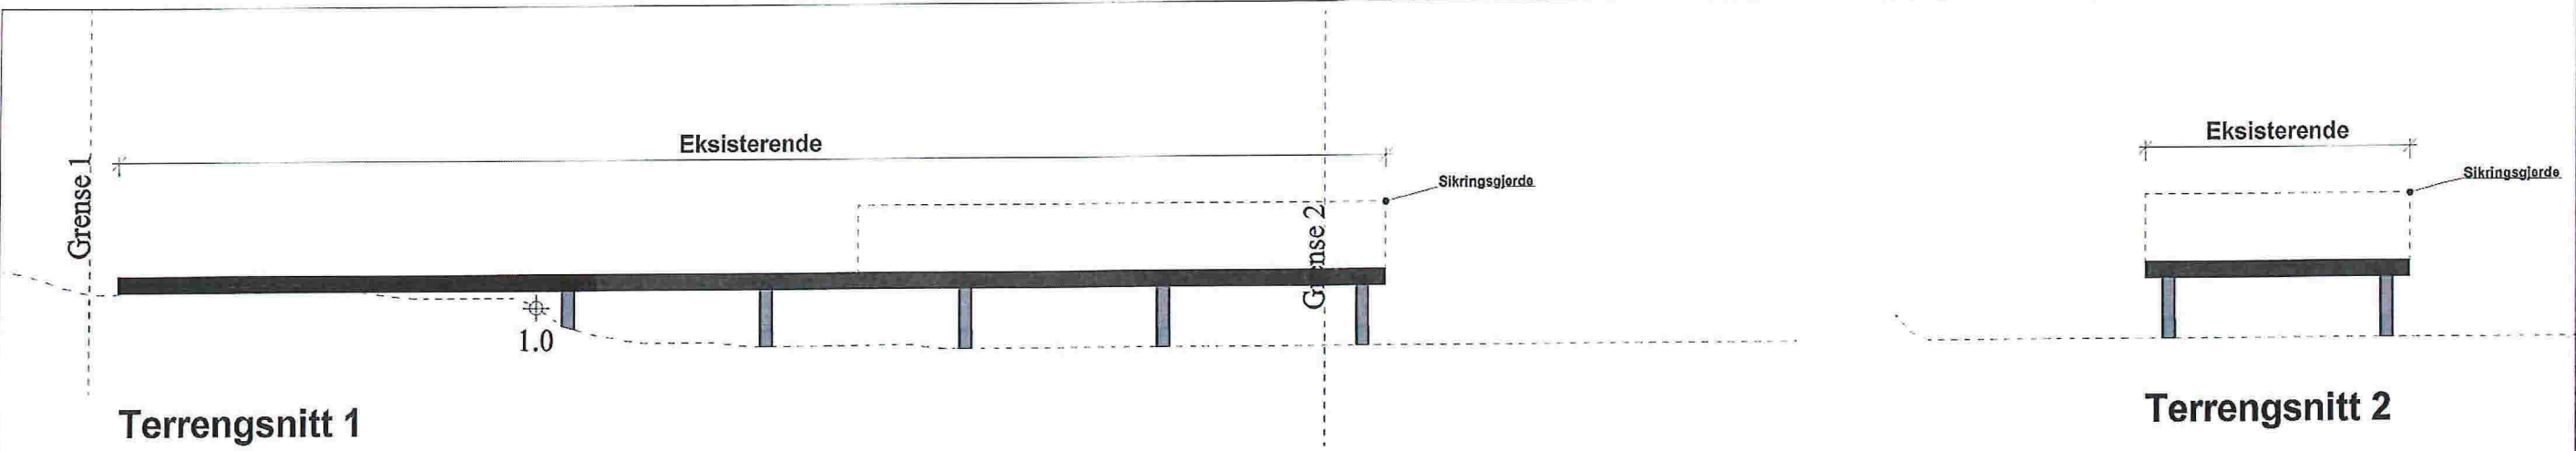 Grense 1
Eksisterende
Sikringsgjerde
Grense 2
1.0
Terrengsnitt 1
Eksisterende
Sikringsgjerde
Terrengsnitt 2